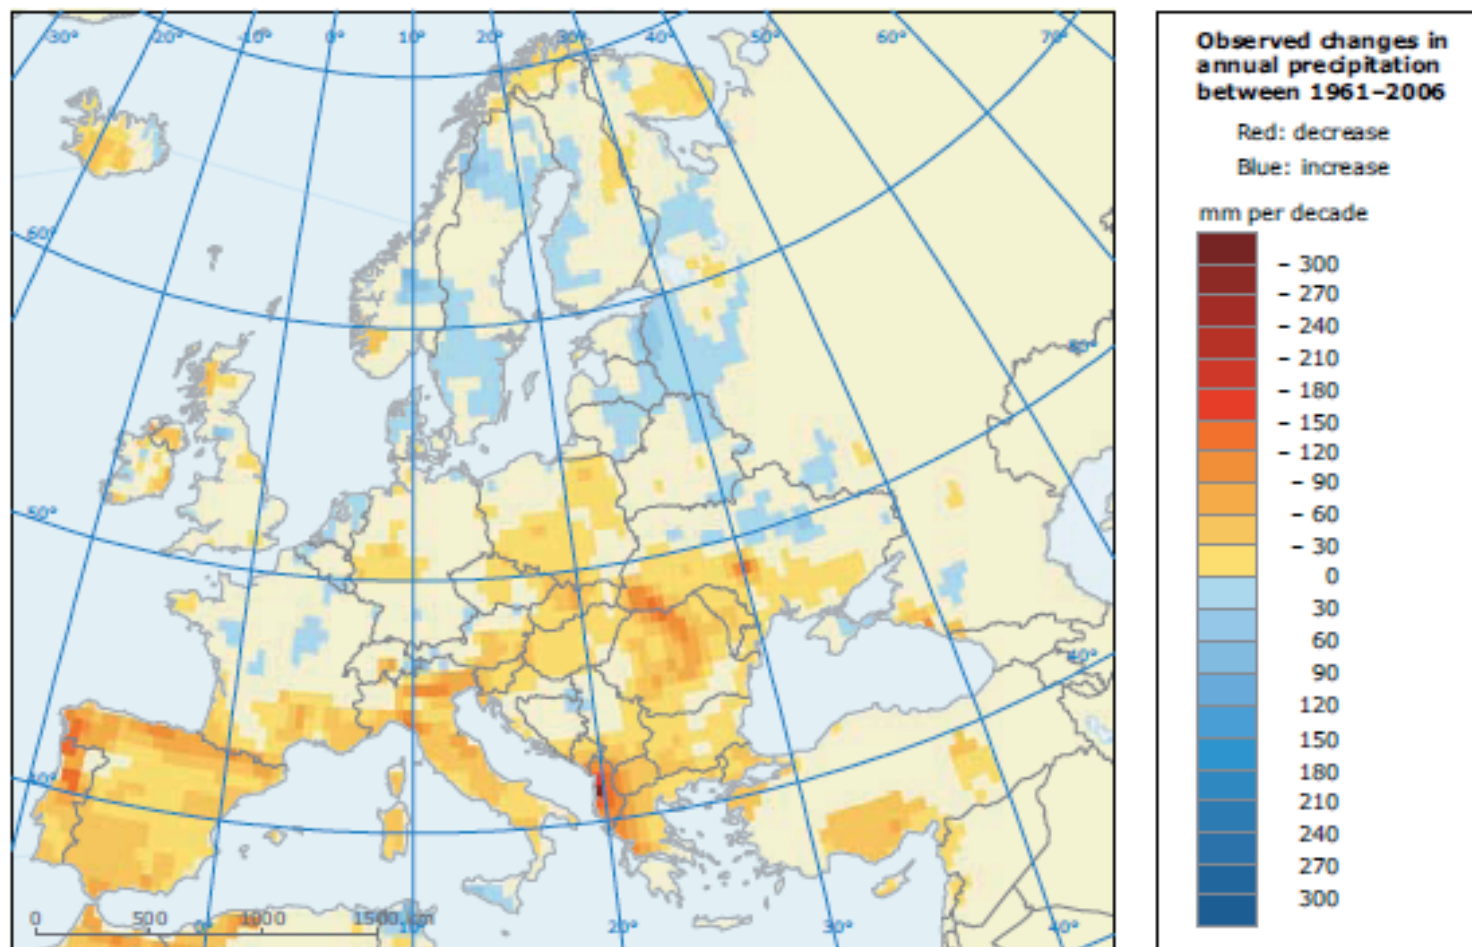 -30° -20° -10° 0° 10° 20° 30° 40° 50° 60° 70°
60°
50°
50°
40°
40°
0 500 1000 1500 km
0° 10° 20° 30° 40°
Observed changes in
annual precipitation
between 1961–2006
Red: decrease
Blue: increase
mm per decade
– 300
– 270
– 240
– 210
– 180
– 150
– 120
– 90
– 60
– 30
0
30
60
90
120
150
180
210
240
270
300